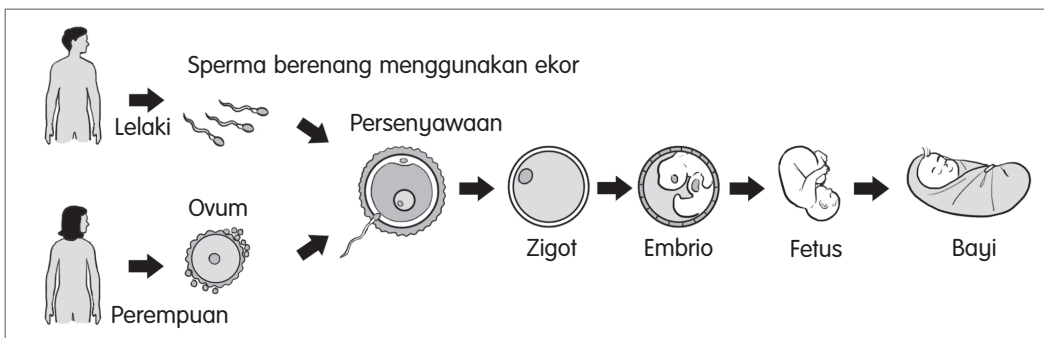 Sperma berenang menggunakan ekor
Lelaki
Persenyawaan
Ovum
Perempuan
Zigot
Embrio
Fetus
Bayi